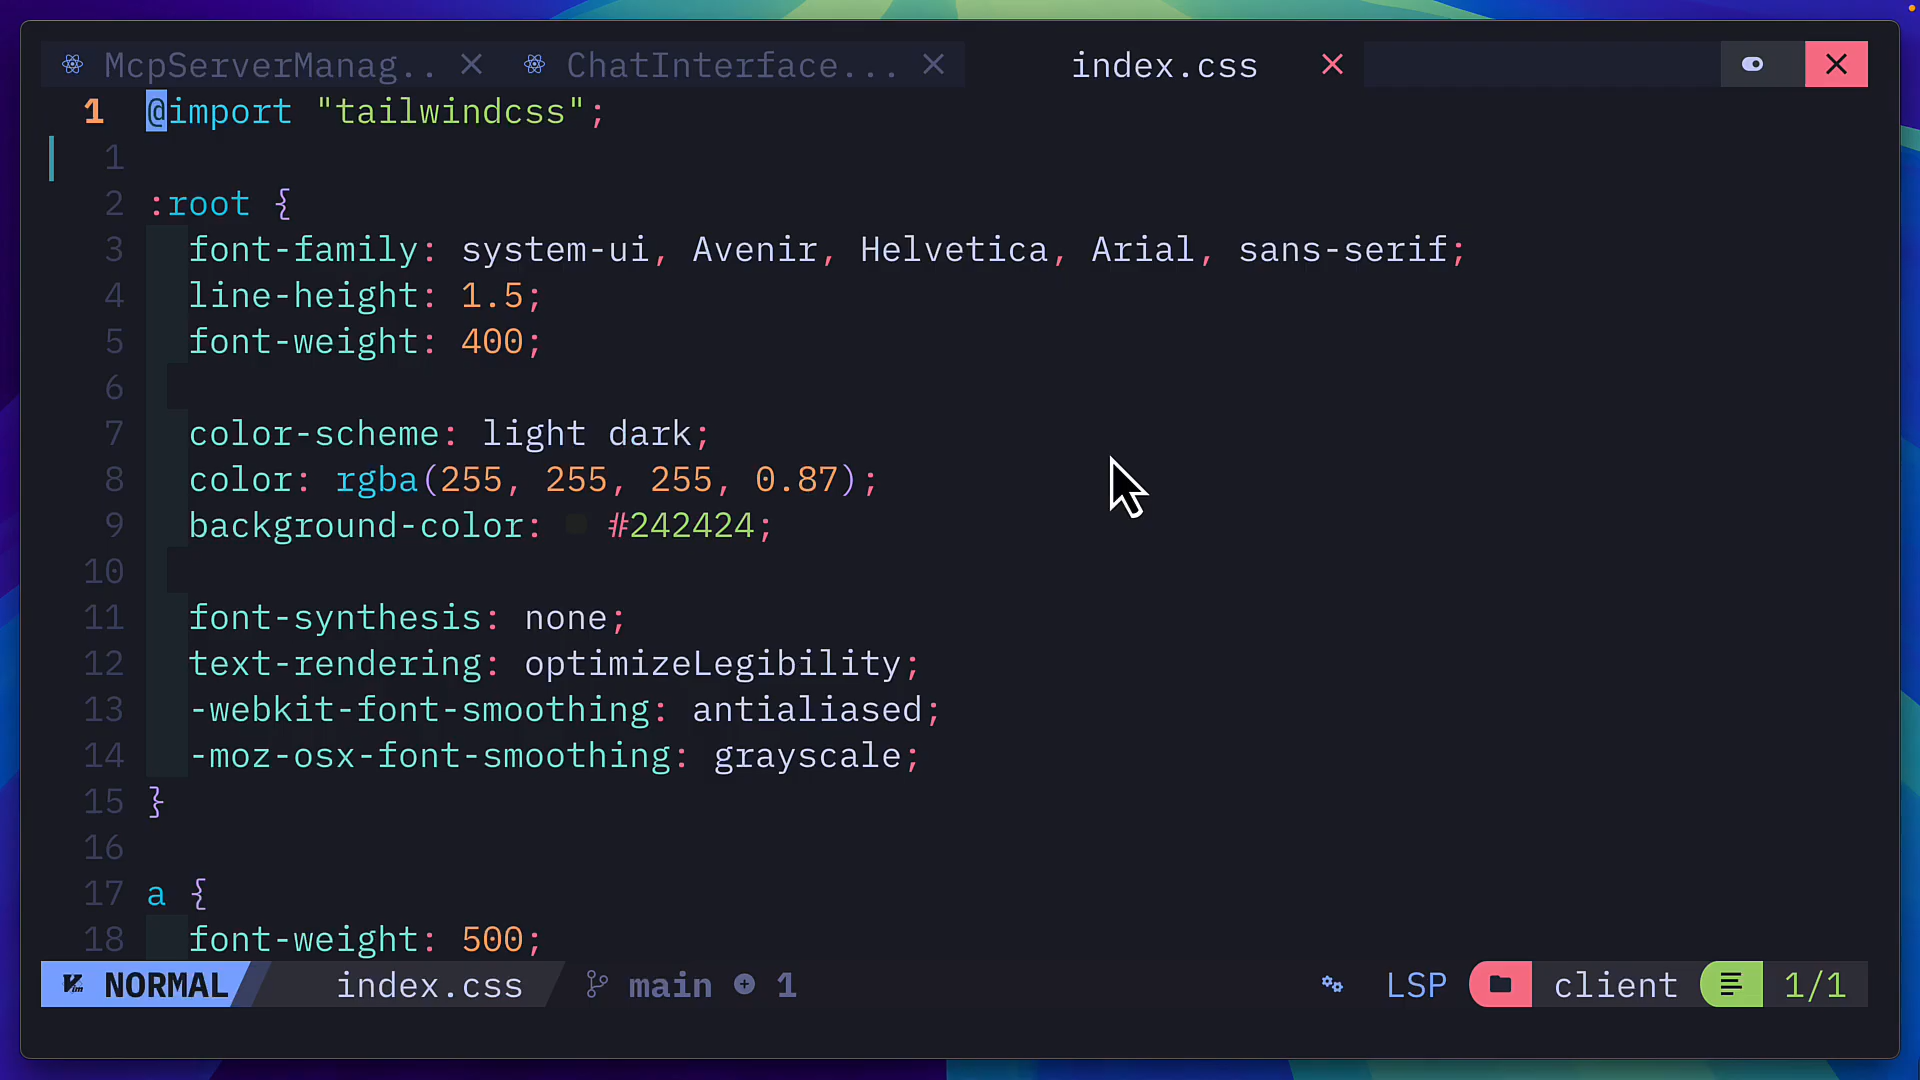 McpServerManag.. ChatInterface... index.css
1 @import "tailwindcss";
1
2 :root {
3 font-family: system-ui, Avenir, Helvetica, Arial, sans-serif;
4 line-height: 1.5;
5 font-weight: 400;
6
7 color-scheme: light dark;
8 color: rgba(255, 255, 255, 0.87);
9 background-color: #242424;
10
11 font-synthesis: none;
12 text-rendering: optimizeLegibility;
13 -webkit-font-smoothing: antialiased;
14 -moz-osx-font-smoothing: grayscale;
15 }
16
17 a {
18 font-weight: 500;
NORMAL index.css main 1 LSP client 1/1